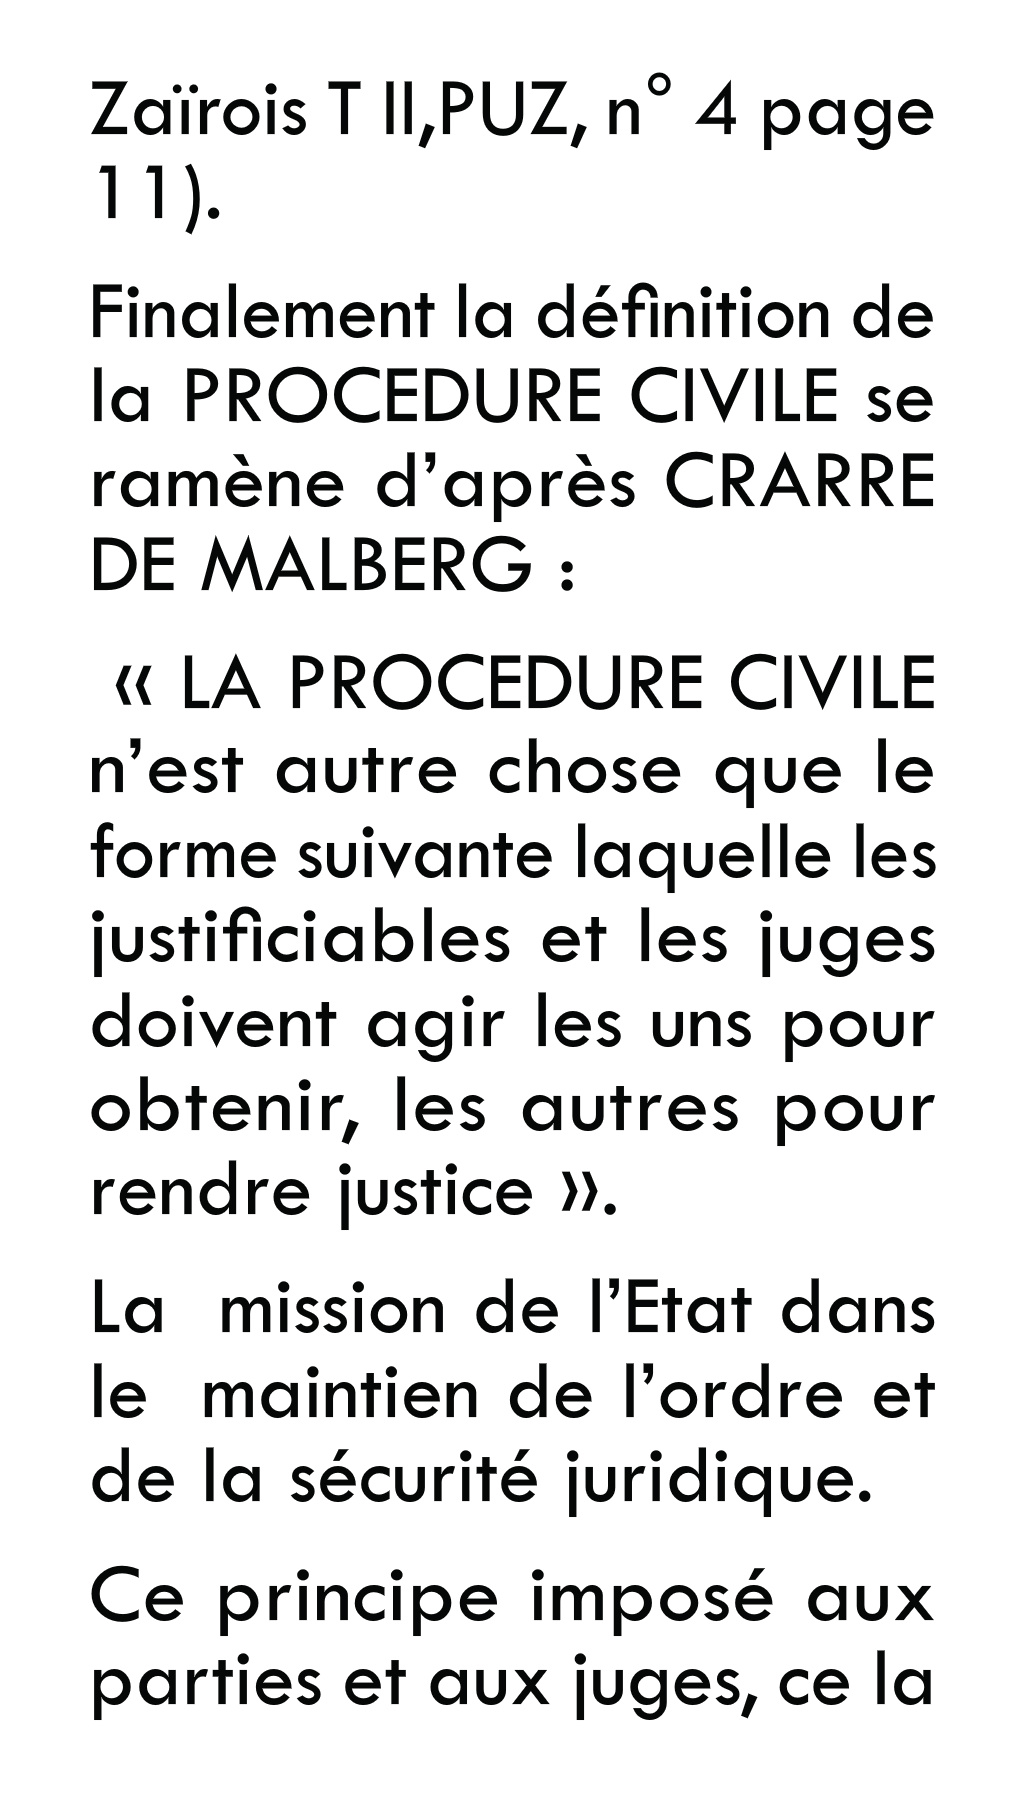 Zaïrois T II,PUZ, n° 4 page
11).
Finalement la définition de
la PROCEDURE CIVILE se
ramène d’après CRARRE
DE MALBERG :
« LA PROCEDURE CIVILE
n’est autre chose que le
forme suivante laquelle les
justificiables et les juges
doivent agir les uns pour
obtenir, les autres pour
rendre justice ».
La mission de l’Etat dans
le maintien de l’ordre et
de la sécurité juridique.
Ce principe imposé aux
parties et aux juges, ce la